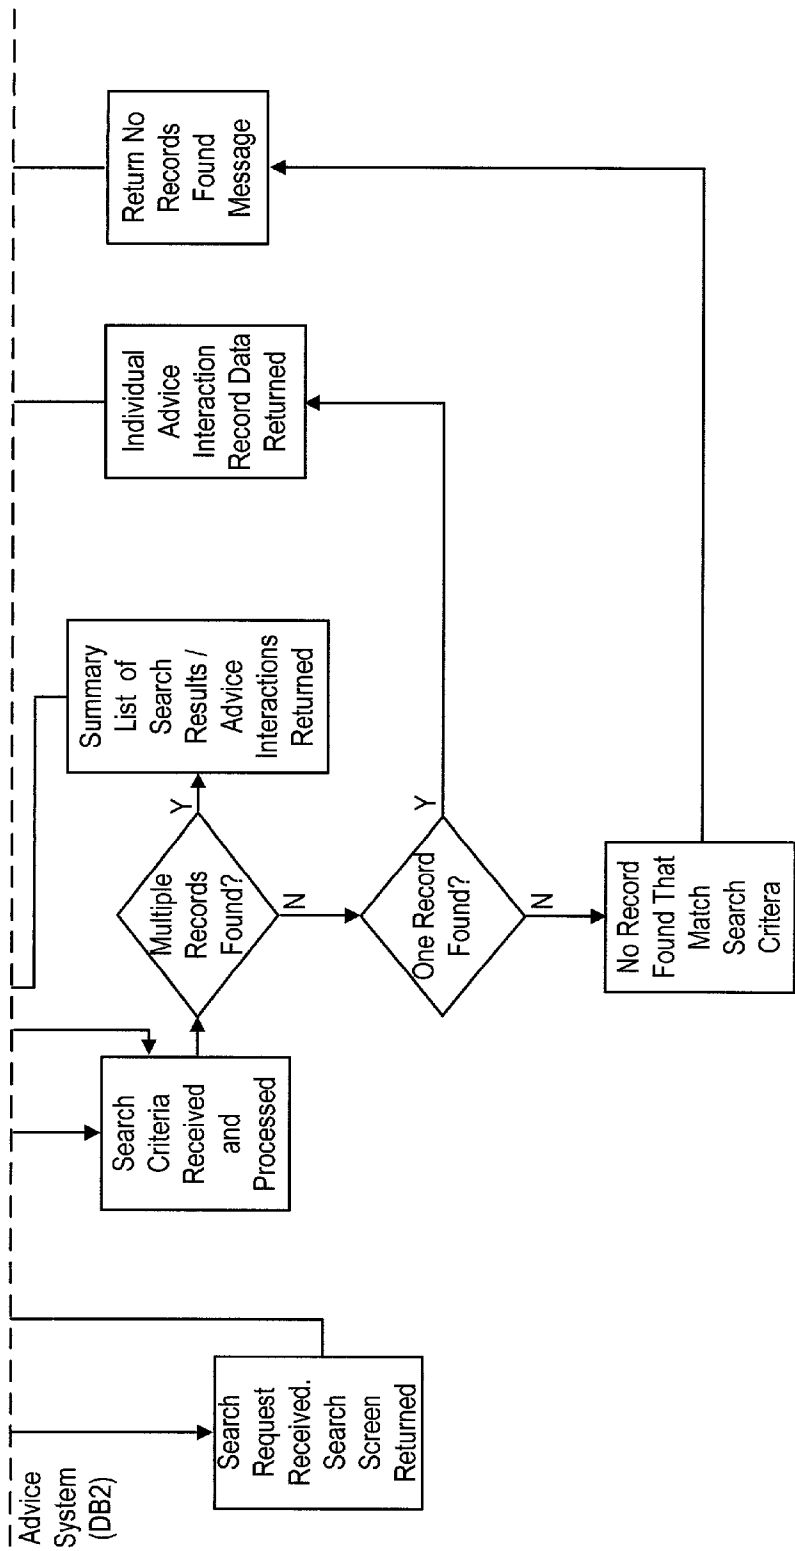 Advice
System
(DB2)
Search
Request
Received.
Search
Screen
Returned
Search
Criteria
Received
and
Processed
Multiple
Records
Found?
Y
N
Summary
List of
Search
Results /
Advice
Interactions
Returned
One Record
Found?
Y
N
Individual
Advice
Interaction
Record Data
Returned
No Record
Found That
Match
Search
Critera
Return No
Records
Found
Message